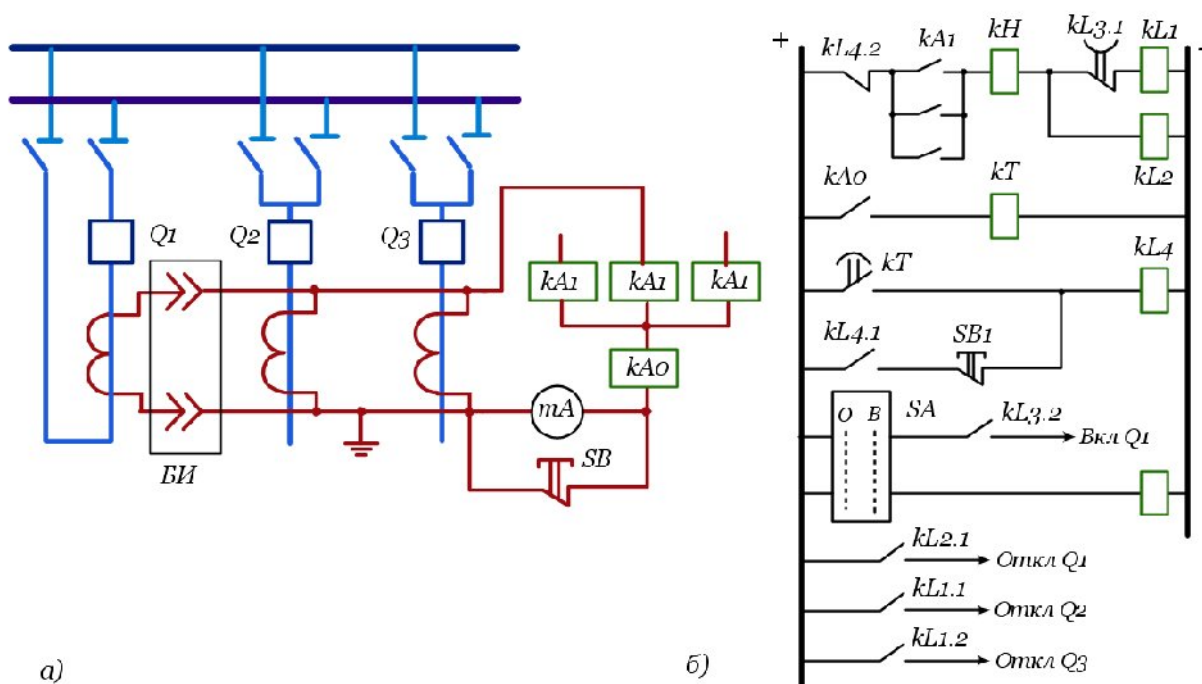 +
-
kL4.2
kA1
kH
kL3.1
kL1
kL2
kA0
kT
kL4
kT
kL4.1
SB1
O B
SA
kL3.2
Вкл Q1
kL2.1
Откл Q1
kL1.1
Откл Q2
kL1.2
Откл Q3
б)
Q1
Q2
Q3
kA1
kA1
kA1
kA0
mA
SB
БИ
а)